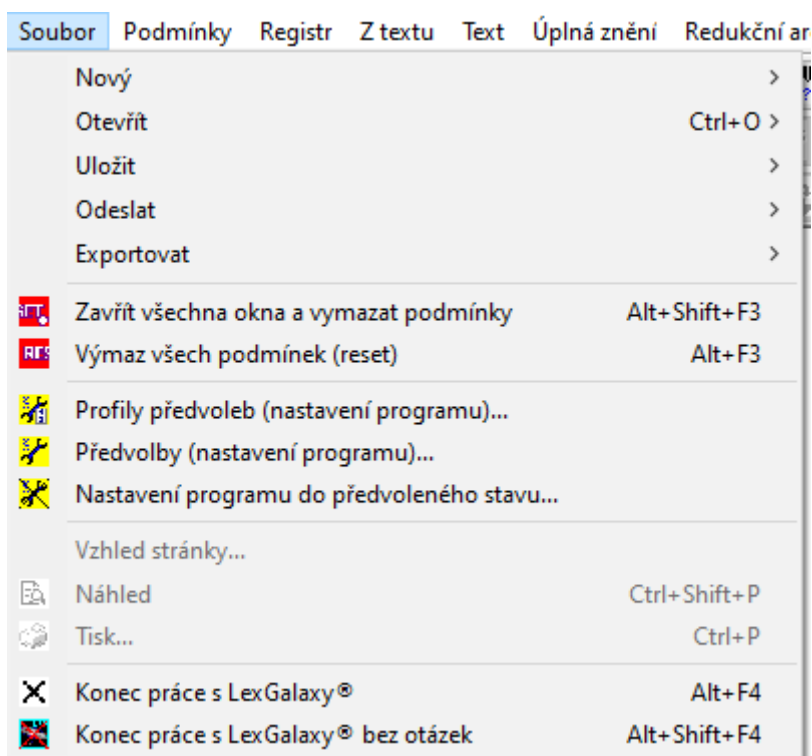 Soubor Podmínky Registr Z textu Text Úplná znění Redukční ar
Nový
Otevřít Ctrl+O
Uložit
Odeslat
Exportovat
Zavřít všechna okna a vymazat podmínky Alt+Shift+F3
Výmaz všech podmínek (reset) Alt+F3
Profily předvoleb (nastavení programu)...
Předvolby (nastavení programu)...
Nastavení programu do předvoleného stavu...
Vzhled stránky...
Náhled Ctrl+Shift+P
Tisk... Ctrl+P
Konec práce s LexGalaxy® Alt+F4
Konec práce s LexGalaxy® bez otázek Alt+Shift+F4